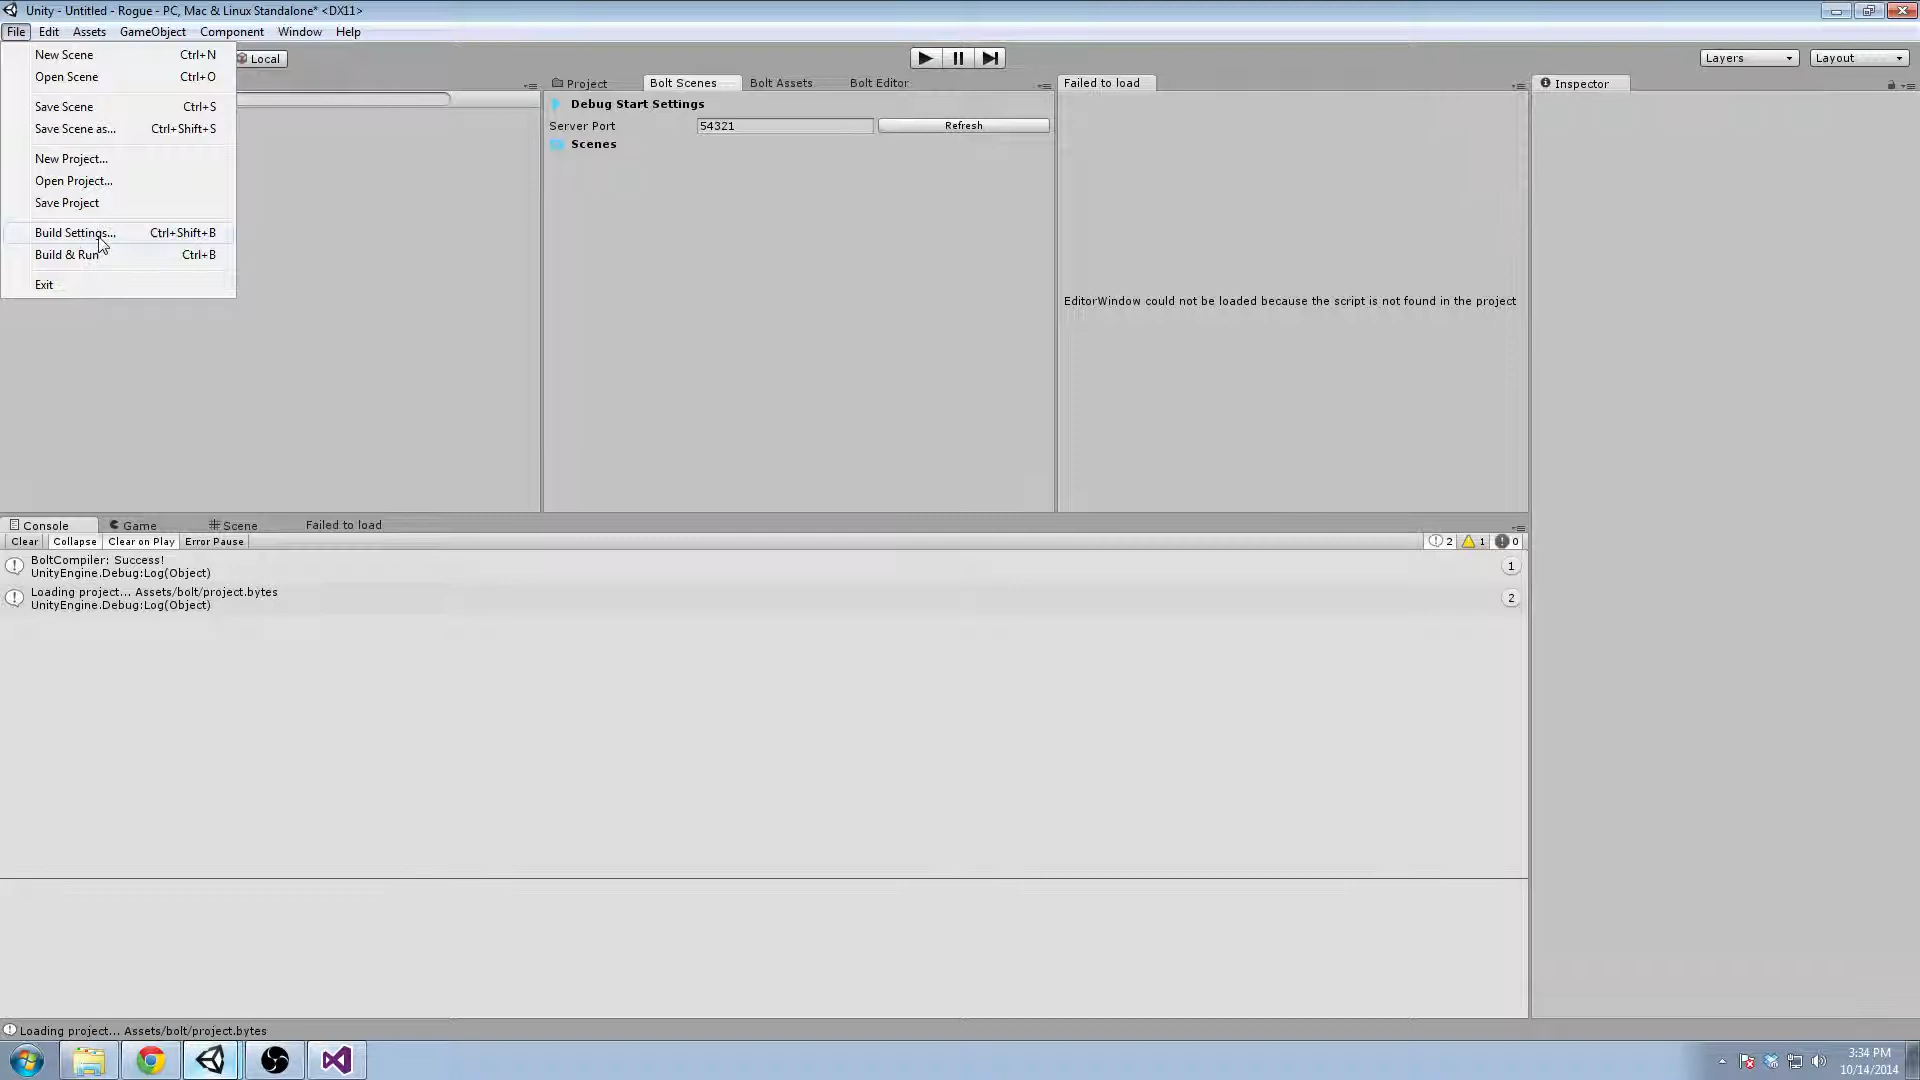 Unity - Untitled - Rogue - PC, Mac & Linux Standalone* <DX11>
File Edit Assets GameObject Component Window Help
New Scene Ctrl+N
Open Scene Ctrl+O
Save Scene Ctrl+S
Save Scene as... Ctrl+Shift+S
New Project...
Open Project...
Save Project
Build Settings... Ctrl+Shift+B
Build & Run Ctrl+B
Exit
Local
Layers
Layout
Project
Bolt Scenes
Bolt Assets
Bolt Editor
Debug Start Settings
Server Port 54321 Refresh
Scenes
Failed to load
EditorWindow could not be loaded because the script is not found in the project
Inspector
Console Game Scene Failed to load
Clear Collapse Clear on Play Error Pause 2 1 0
BoltCompiler: Success!
UnityEngine.Debug:Log(Object)
1
Loading project... Assets/bolt/project.bytes
UnityEngine.Debug:Log(Object)
2
Loading project... Assets/bolt/project.bytes
3:34 PM
10/14/2014